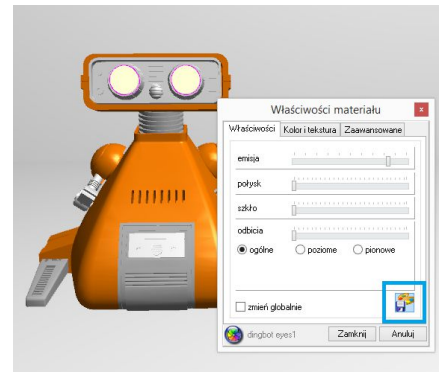 Właściwości materiału
Właściwości Kolor i tekstura Zaawansowane
emisja
połysk
szkło
odbicia
ogólne poziome pionowe
zmień globalnie
dingbot eyes1 Zamknij Anuluj